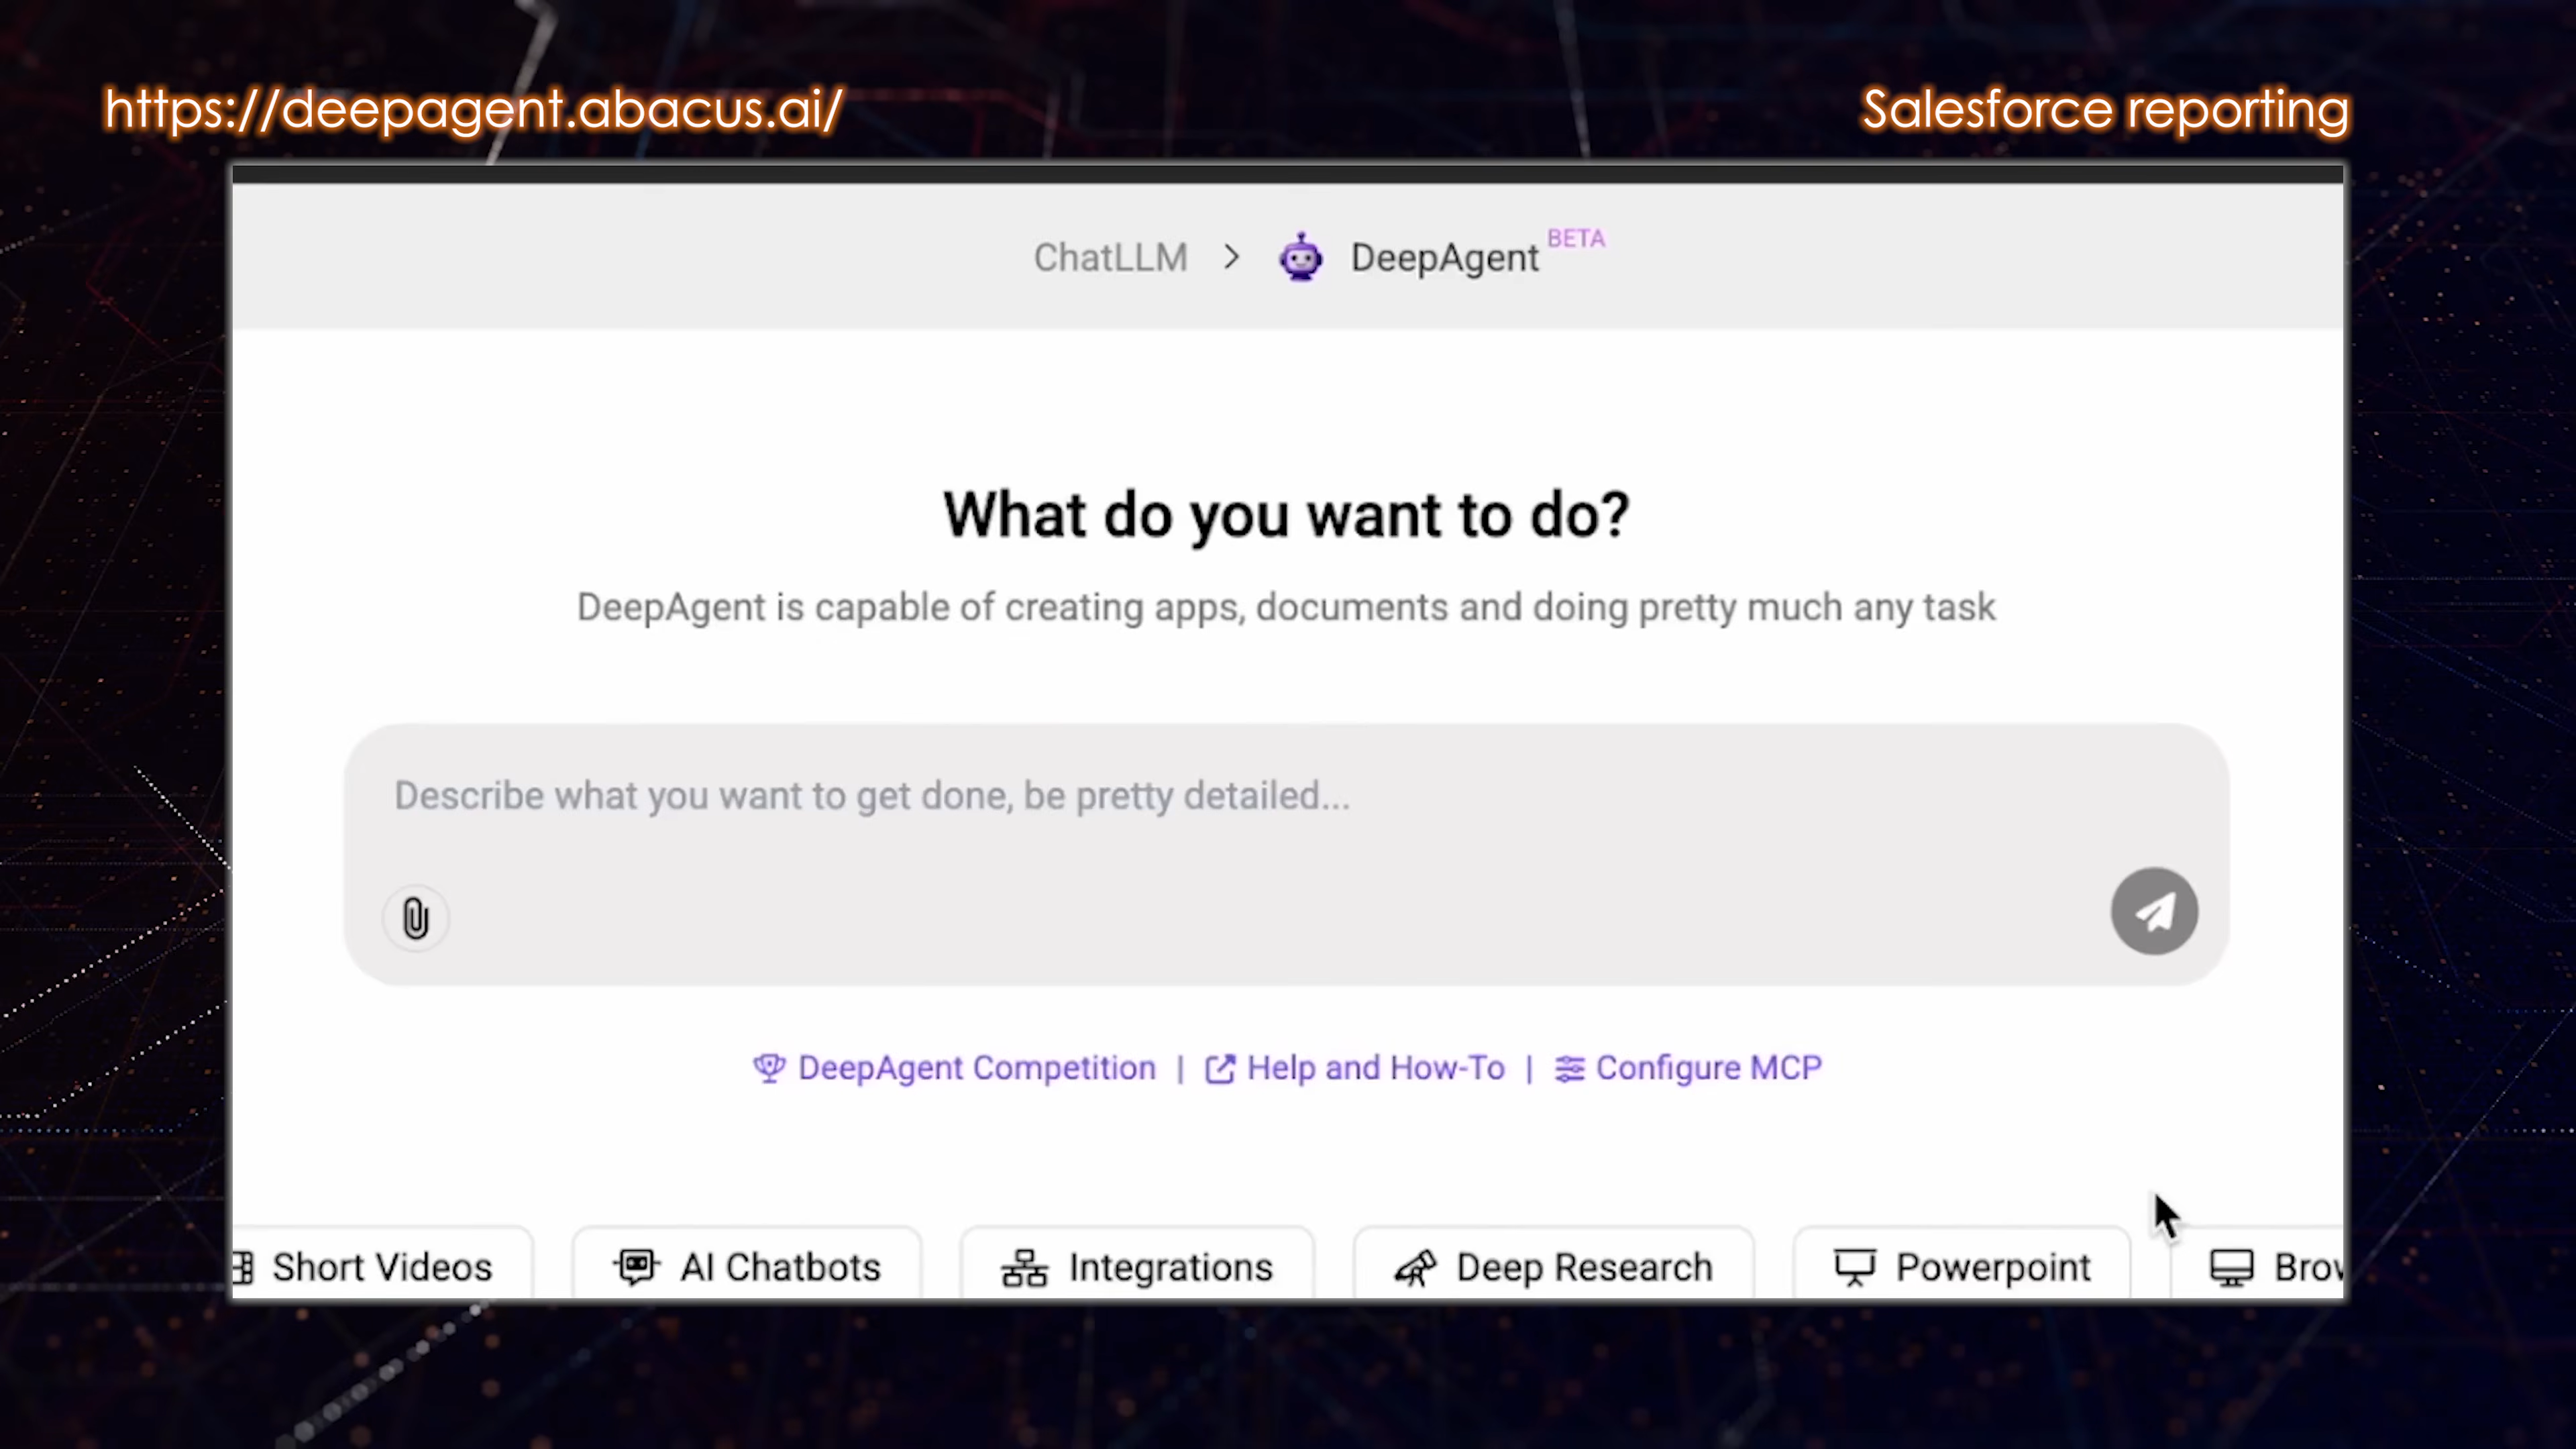 https://deepagent.abacus.ai/
Salesforce reporting
ChatLLM > DeepAgent BETA
What do you want to do?
DeepAgent is capable of creating apps, documents and doing pretty much any task
Describe what you want to get done, be pretty detailed...
DeepAgent Competition | Help and How-To | Configure MCP
Short Videos
AI Chatbots
Integrations
Deep Research
Powerpoint